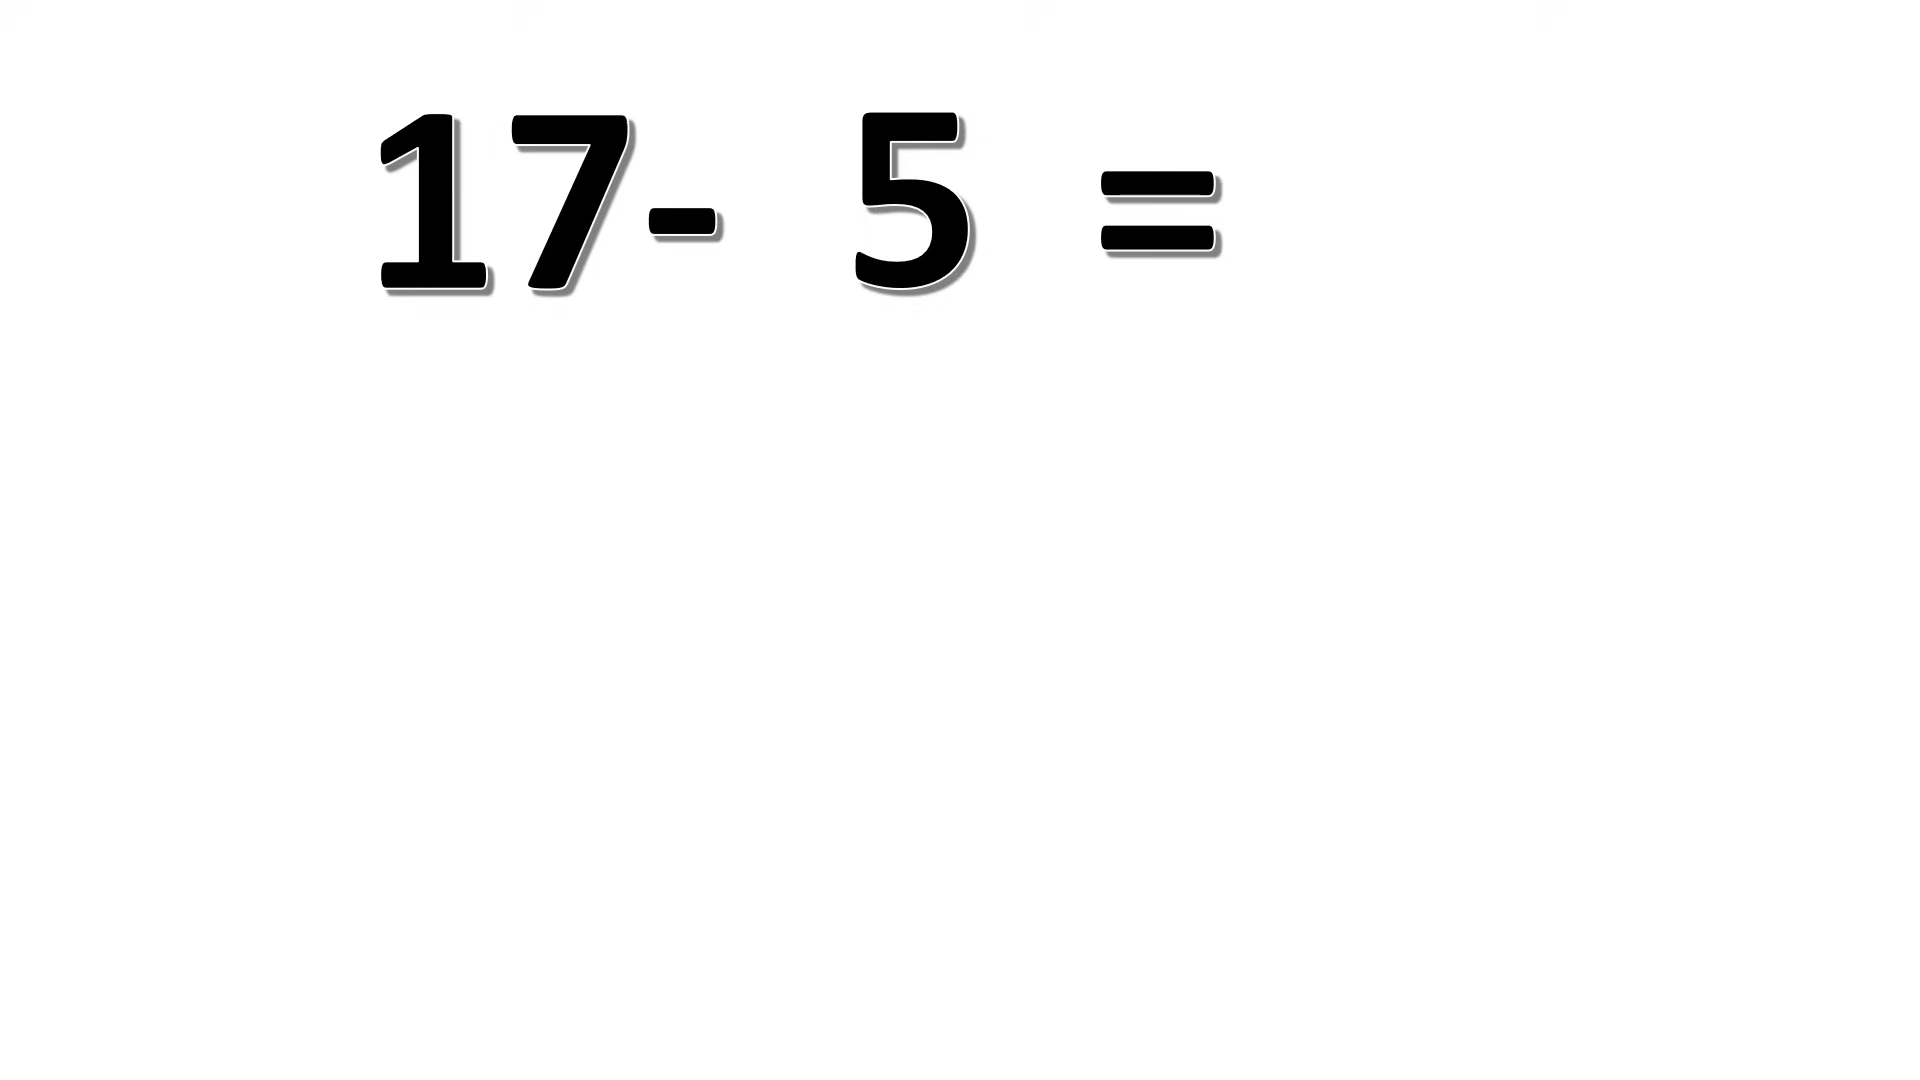 17- 5 =